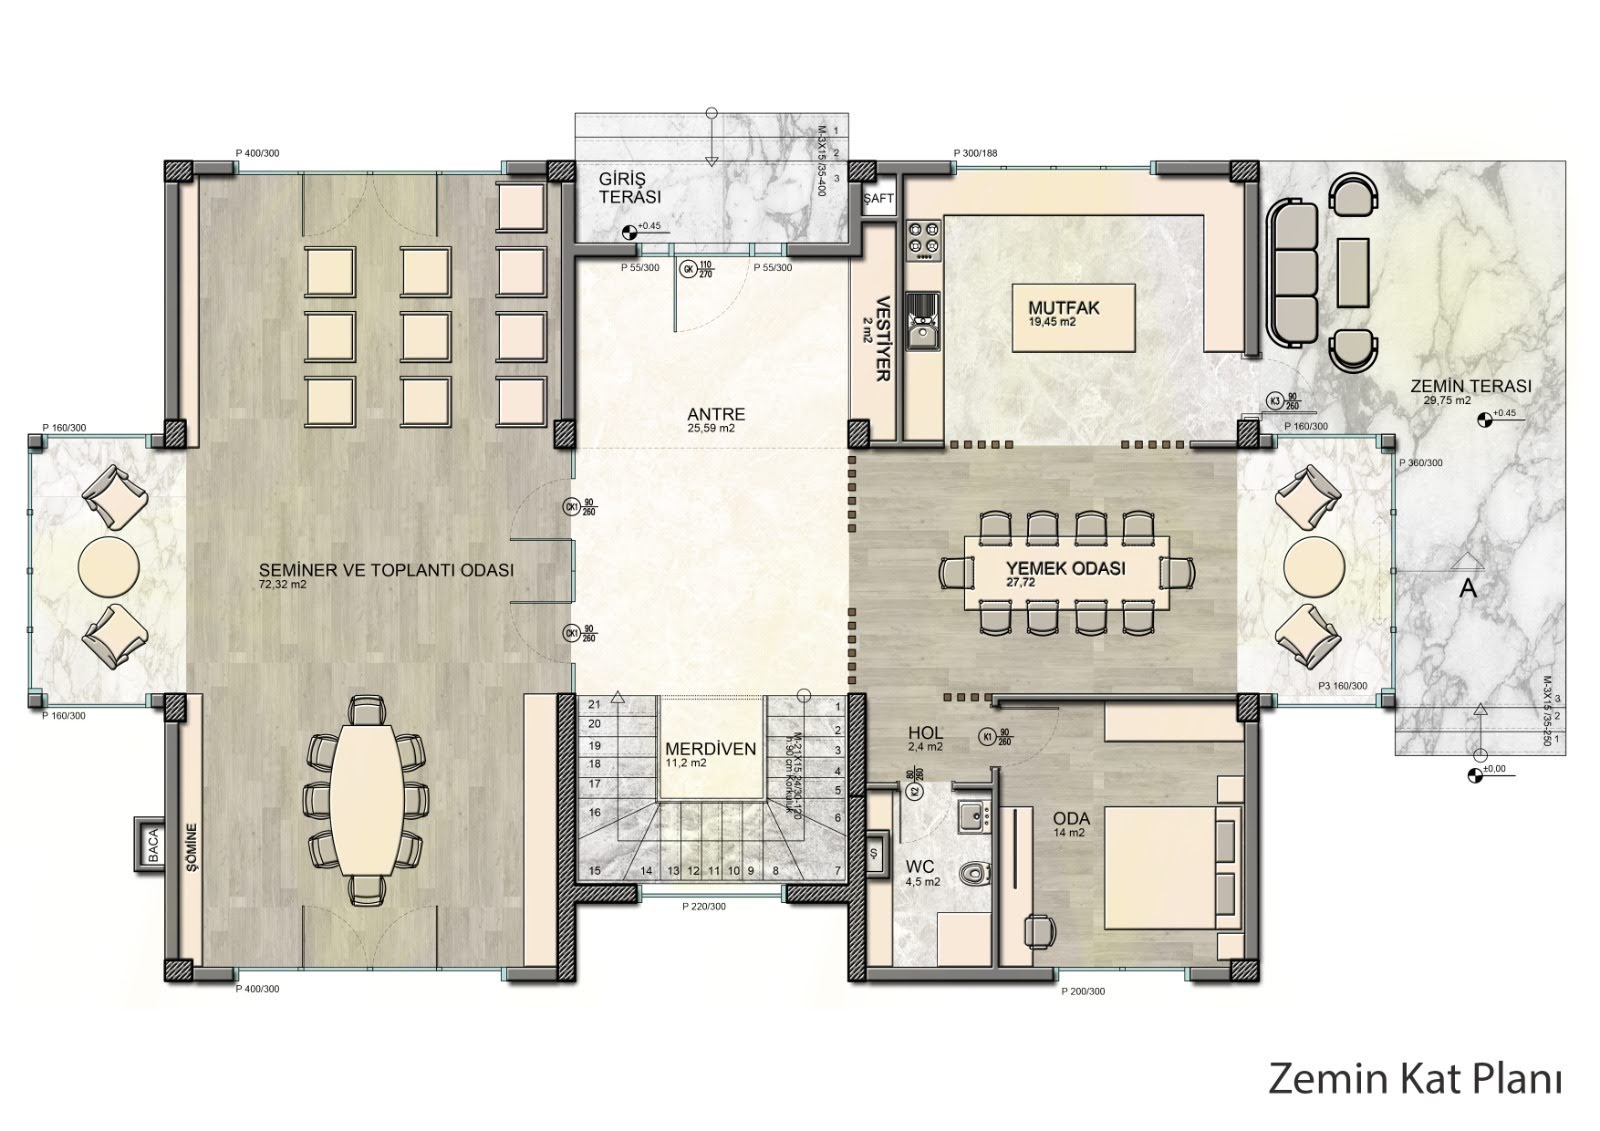 P 400/300
GİRİŞ
TERASI
+0.45
M-3X15 /35-400
1
2
3
P 55/300
GK 110
270
P 55/300
ŞAFT
P 300/188
VESTİYER
2 m2
MUTFAK
19,45 m2
K3 90
260
ZEMİN TERASI
29,75 m2
+0.45
ANTRE
25,59 m2
P 160/300
P 160/300
P 360/300
90
260
SEMİNER VE TOPLANTI ODASI
72,32 m2
YEMEK ODASI
27,72
A
90
260
P 160/300
P3 160/300
M-3X15 /35-250
3
2
1
±0,00
21
20
19
18
17
16
15
14
13
12
11
10
9
8
7
6
5
4
3
2
1
MERDİVEN
11,2 m2
M-21X15,24/30-120
h:90 cm Korkuluk
HOL
2,4 m2
K1 90
260
K2 80
260
BACA
ŞÖMİNE
Ş
WC
4,5 m2
ODA
14 m2
P 220/300
P 400/300
P 200/300
Zemin Kat Planı